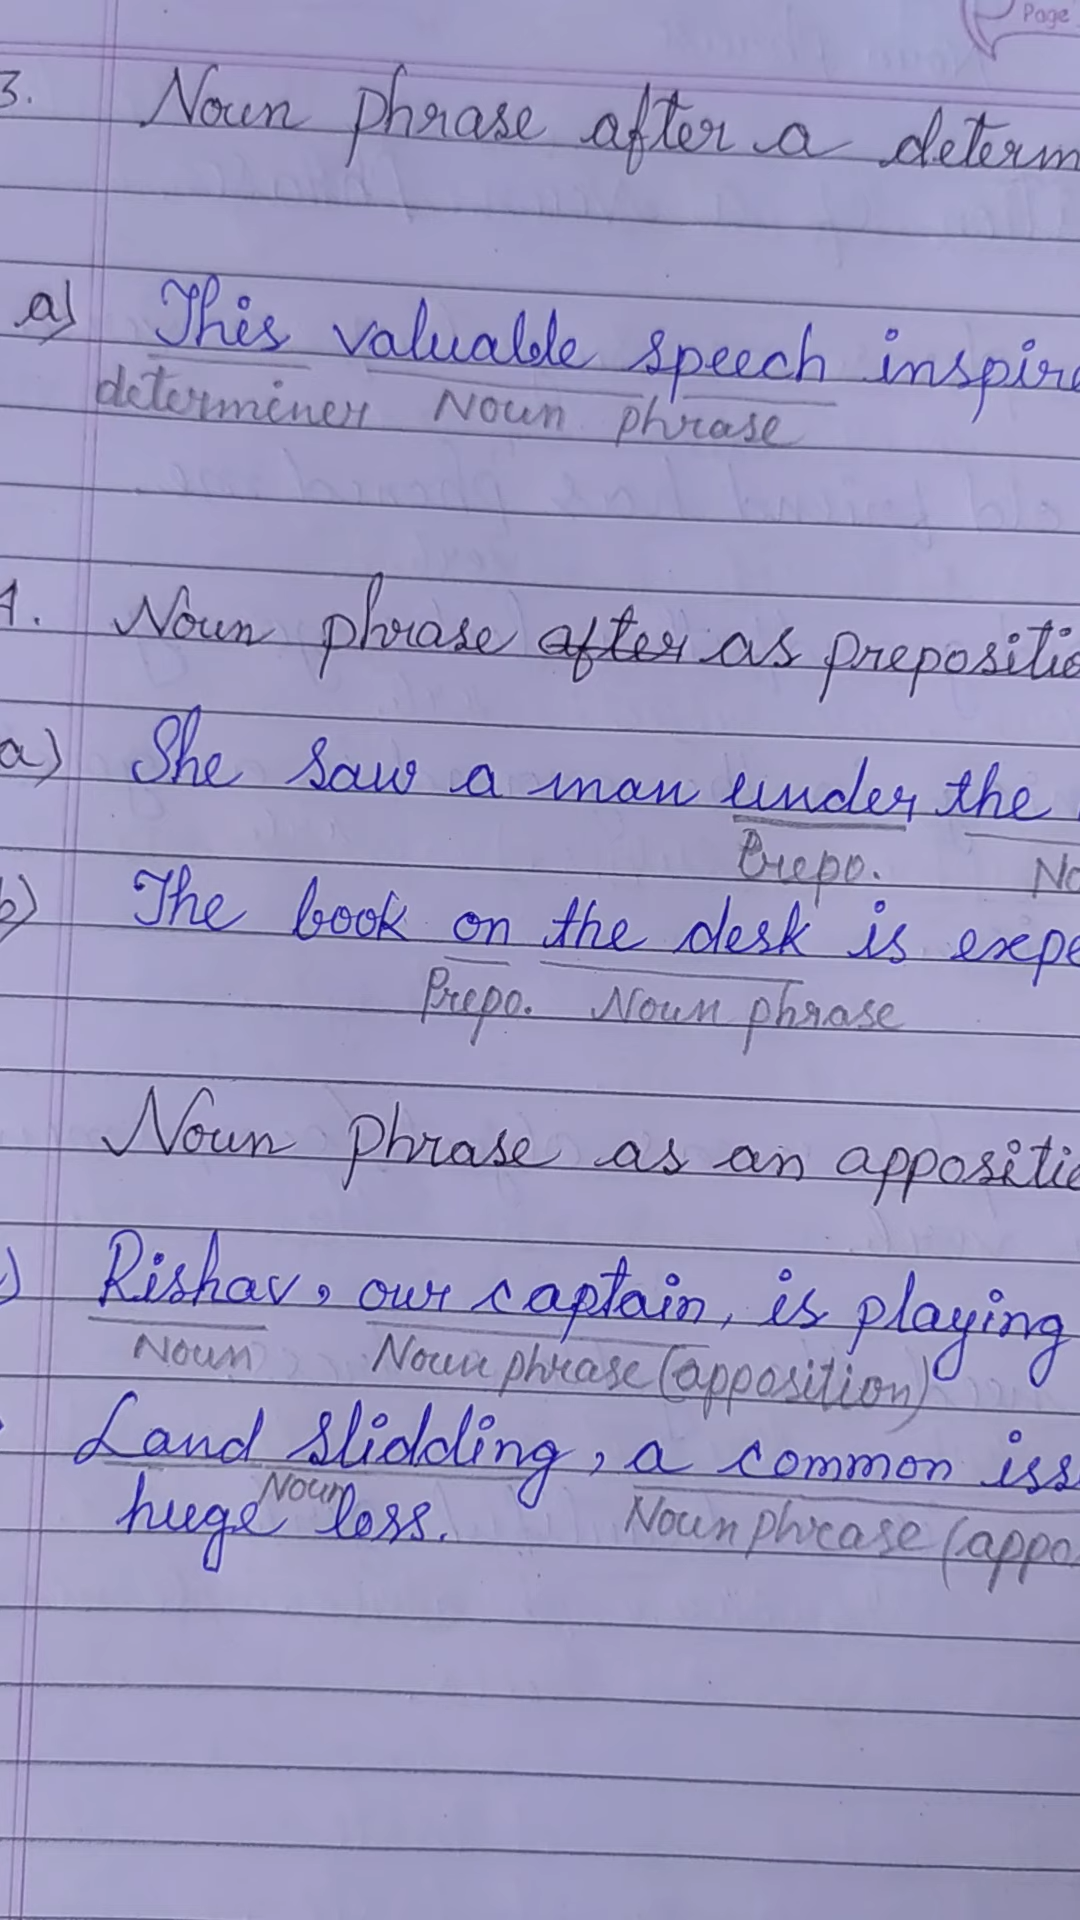 Page
3. Noun phrase after a determ
a) This valuable speech inspire
determiner Noun phrase
4. Noun phrase after as prepositio
a) She saw a man under the
Prepo. No
b) The book on the desk is expe
Prepo. Noun phrase
Noun phrase as an appositio
) Rishav, our captain, is playing
Noun Noun phrase (apposition)
Land slidding, a common iss
Noun
huge loss. Noun phrase (appo